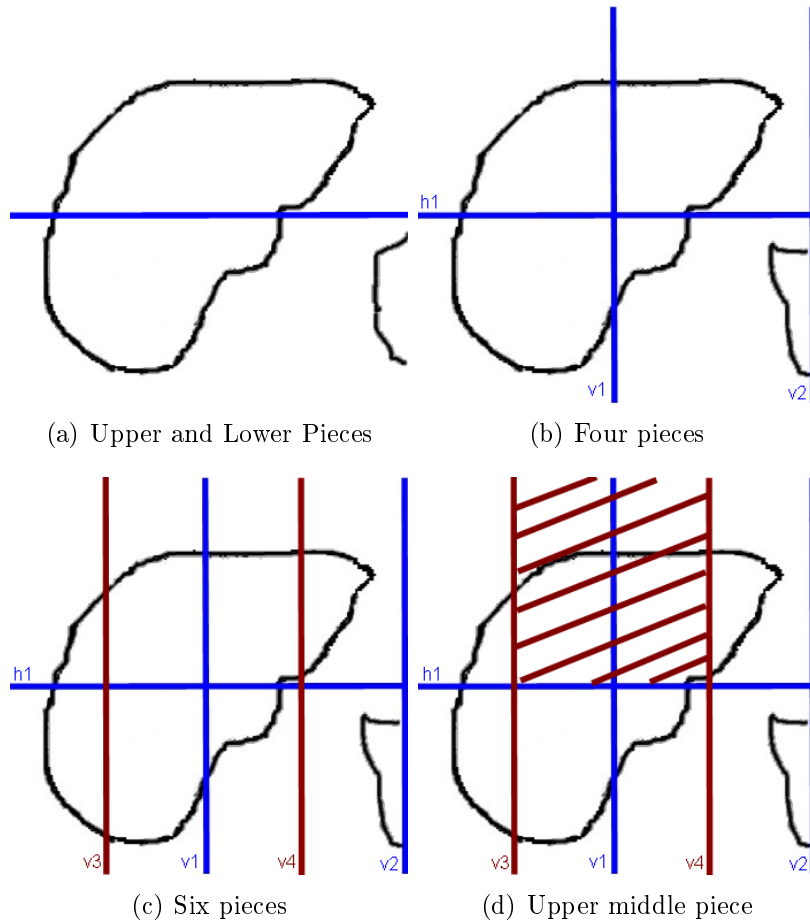 h1
v1
v2
(a) Upper and Lower Pieces
(b) Four pieces
h1
v3
v1
v4
v2
h1
v3
v1
v4
v2
(c) Six pieces
(d) Upper middle piece